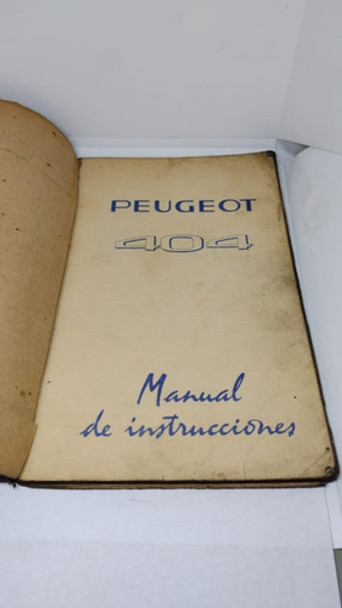 PEUGEOT
404
Manual
de instrucciones